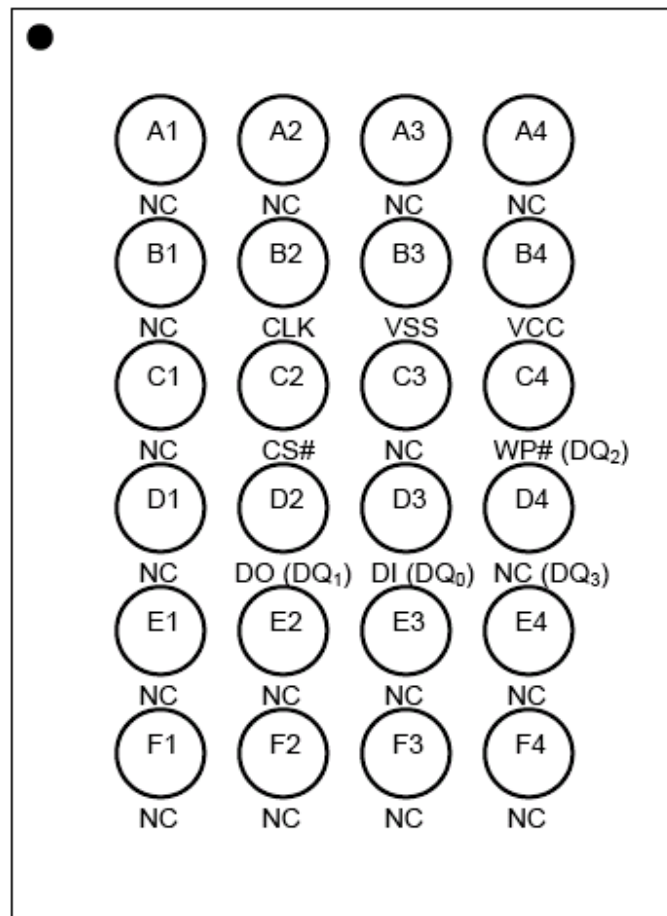 A1 A2 A3 A4
NC NC NC NC
B1 B2 B3 B4
NC CLK VSS VCC
C1 C2 C3 C4
NC CS# NC WP# (DQ₂)
D1 D2 D3 D4
NC DO (DQ₁) DI (DQ₀) NC (DQ₃)
E1 E2 E3 E4
NC NC NC NC
F1 F2 F3 F4
NC NC NC NC